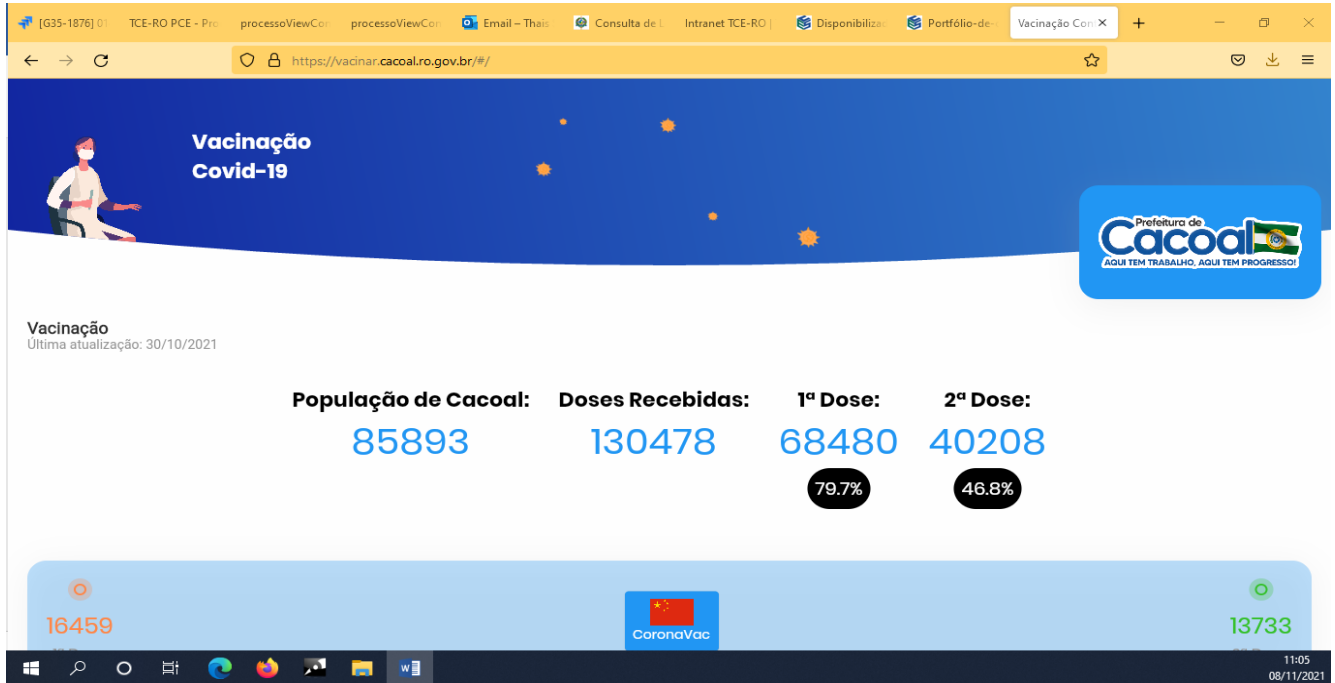 [G35-1876] 01
TCE-RO PCE - Pro
processoViewCon
processoViewCon
Email – Thais
Consulta de L
Intranet TCE-RO |
Disponibilizaç
Portfólio-de-
Vacinação Con
https://vacinar.cacoal.ro.gov.br/#/
Vacinação
Covid-19
Prefeitura de
Cacoal
AQUI TEM TRABALHO, AQUI TEM PROGRESSO!
Vacinação
Última atualização: 30/10/2021
População de Cacoal: Doses Recebidas: 1ª Dose: 2ª Dose:
85893 130478 68480 40208
79.7% 46.8%
16459 CoronaVac 13733
11:05
08/11/2021